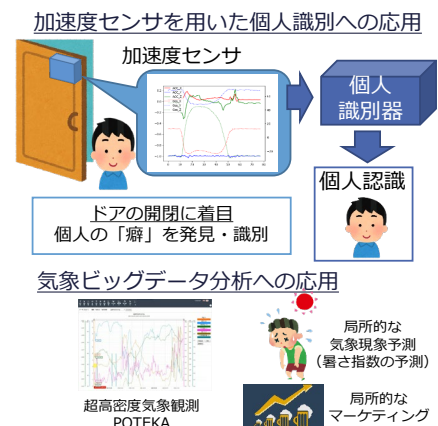 加速度センサを用いた個人識別への応用
加速度センサ
個人
識別器
個人認識
ドアの開閉に着目
個人の「癖」を発見・識別
気象ビッグデータ分析への応用
局所的な
気象現象予測
（暑さ指数の予測）
超高密度気象観測
POTEKA
局所的な
マーケティング